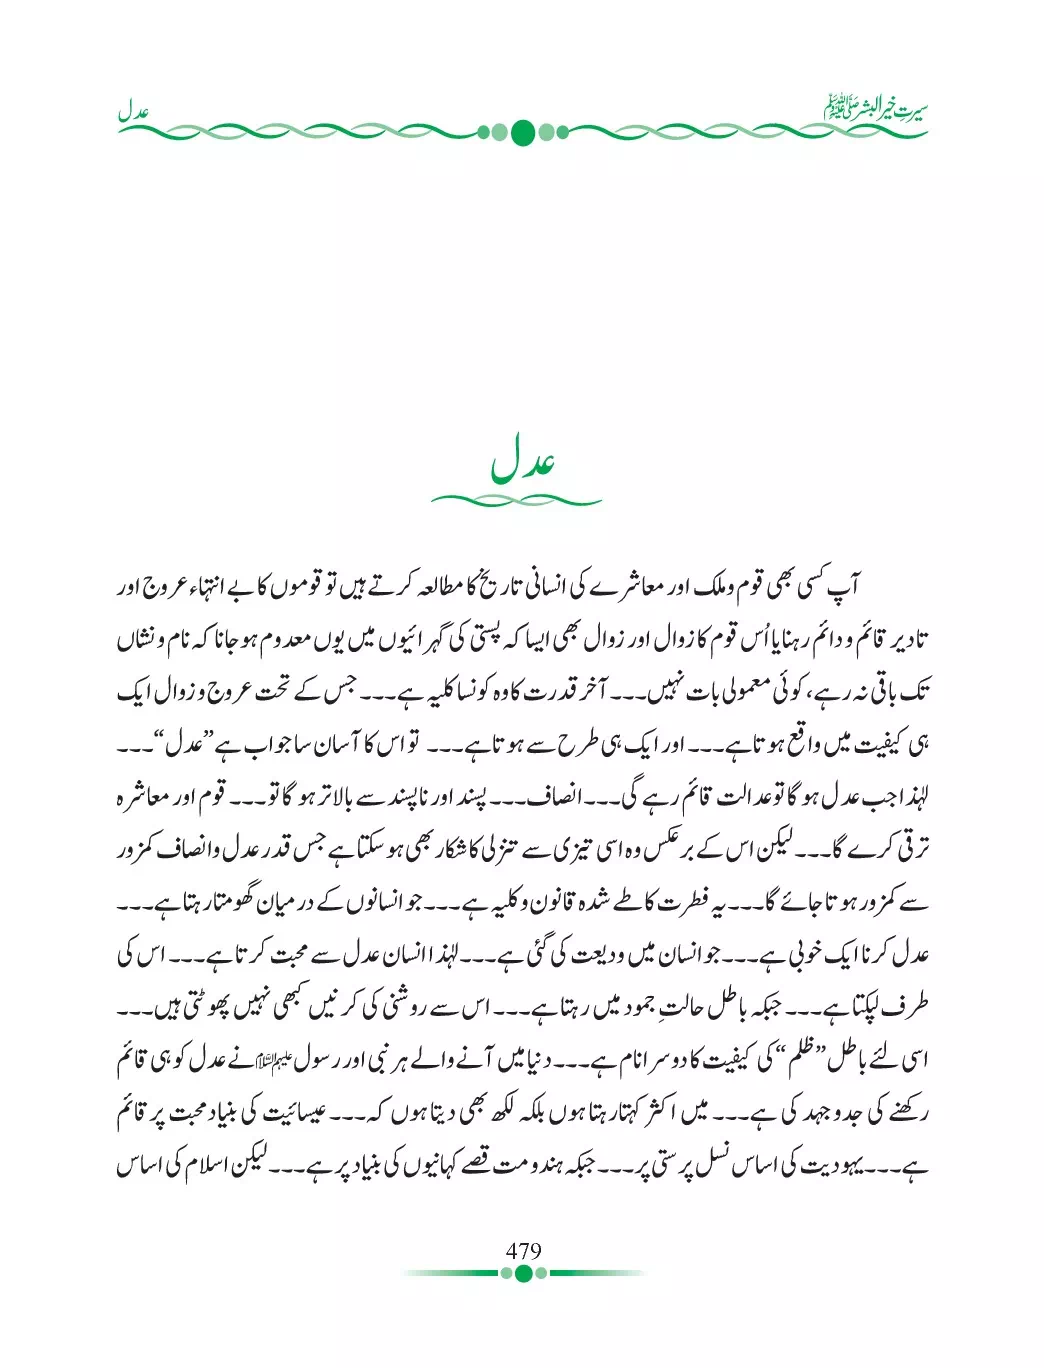 سیرتِ خیر البشر ﷺ
عدل
عدل
آپ کسی بھی قوم وملک اور معاشرے کی انسانی تاریخ کا مطالعہ کرتے ہیں تو قوموں کا بے انتہاء عروج اور
تادیر قائم و دائم رہنا یا اُس قوم کا زوال اور زوال بھی ایسا کہ پستی کی گہرائیوں میں یوں معدوم ہو جانا کہ نام و نشاں
تک باقی نہ رہے، کوئی معمولی بات نہیں۔۔۔ آخر قدرت کا وہ کونسا کلیہ ہے۔۔۔ جس کے تحت عروج و زوال ایک
ہی کیفیت میں واقع ہوتا ہے۔۔۔ اور ایک ہی طرح سے ہوتا ہے۔۔۔ تو اس کا آسان سا جواب ہے ”عدل“۔۔۔
لہٰذا جب عدل ہو گا تو عدالت قائم رہے گی۔۔۔ انصاف۔۔۔ پسند اور ناپسند سے بالاتر ہو گا تو۔۔۔ قوم اور معاشرہ
ترقی کرے گا۔۔۔ لیکن اس کے برعکس وہ اسی تیزی سے تنزلی کا شکار بھی ہو سکتا ہے جس قدر عدل وانصاف کمزور
سے کمزور ہوتا جائے گا۔۔۔ یہ فطرت کا طے شدہ قانون وکلیہ ہے۔۔۔ جو انسانوں کے درمیان گھومتا رہتا ہے۔۔۔
عدل کرنا ایک خوبی ہے۔۔۔ جو انسان میں ودیعت کی گئی ہے۔۔۔ لہٰذا انسان عدل سے محبت کرتا ہے۔۔۔ اس کی
طرف لپکتا ہے۔۔۔ جبکہ باطل حالتِ جمود میں رہتا ہے۔۔۔ اس سے روشنی کی کرنیں کبھی نہیں پھوٹتی ہیں۔۔۔
اسی لئے باطل ”ظلم“ کی کیفیت کا دوسرا نام ہے۔۔۔ دنیا میں آنے والے ہر نبی اور رسول علیہم السلام نے عدل کو ہی قائم
رکھنے کی جدوجہد کی ہے۔۔۔ میں اکثر کہتا رہتا ہوں بلکہ لکھ بھی دیتا ہوں کہ۔۔۔ عیسائیت کی بنیاد محبت پر قائم
ہے۔۔۔ یہودیت کی اساس نسل پرستی پر۔۔۔ جبکہ ہندو مت قصے کہانیوں کی بنیاد پر ہے۔۔۔ لیکن اسلام کی اساس
479